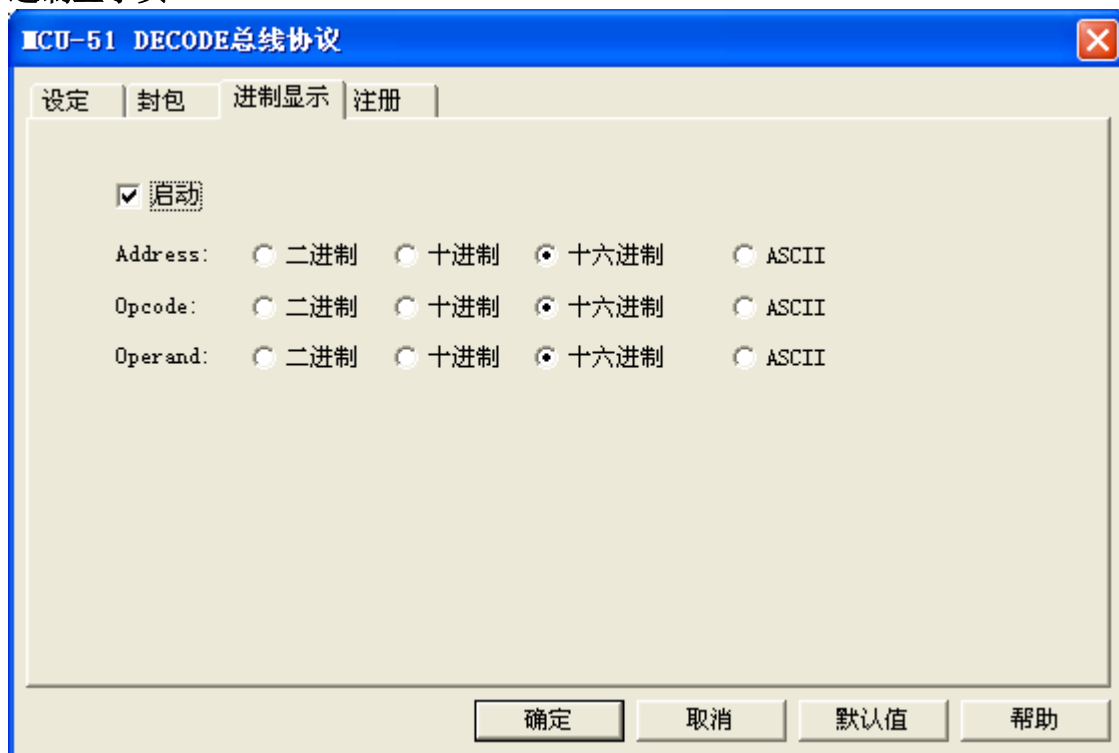 MCU-51 DECODE总线协议
设定 封包 进制显示 注册
启动
Address: 二进制 十进制 十六进制 ASCII
Opcode: 二进制 十进制 十六进制 ASCII
Operand: 二进制 十进制 十六进制 ASCII
确定 取消 默认值 帮助